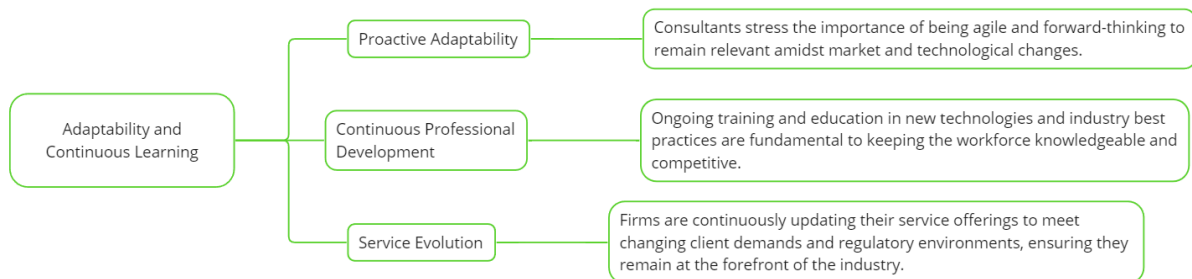 Adaptability and
Continuous Learning
Proactive Adaptability
Consultants stress the importance of being agile and forward-thinking to
remain relevant amidst market and technological changes.
Continuous Professional
Development
Ongoing training and education in new technologies and industry best
practices are fundamental to keeping the workforce knowledgeable and
competitive.
Service Evolution
Firms are continuously updating their service offerings to meet
changing client demands and regulatory environments, ensuring they
remain at the forefront of the industry.